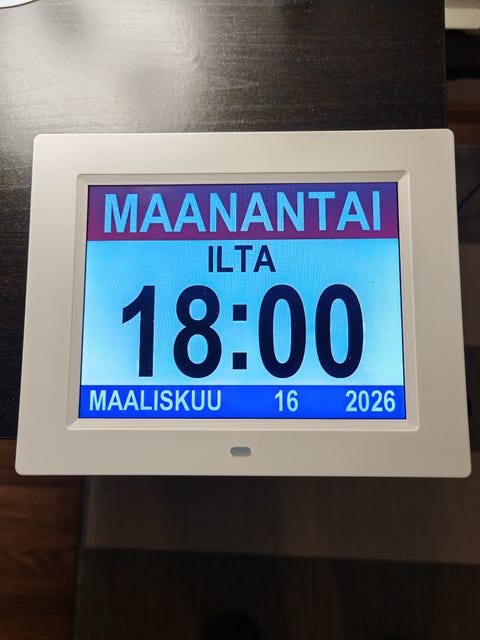 MAANANTAI
ILTA
18:00
MAALISKUU 16 2026